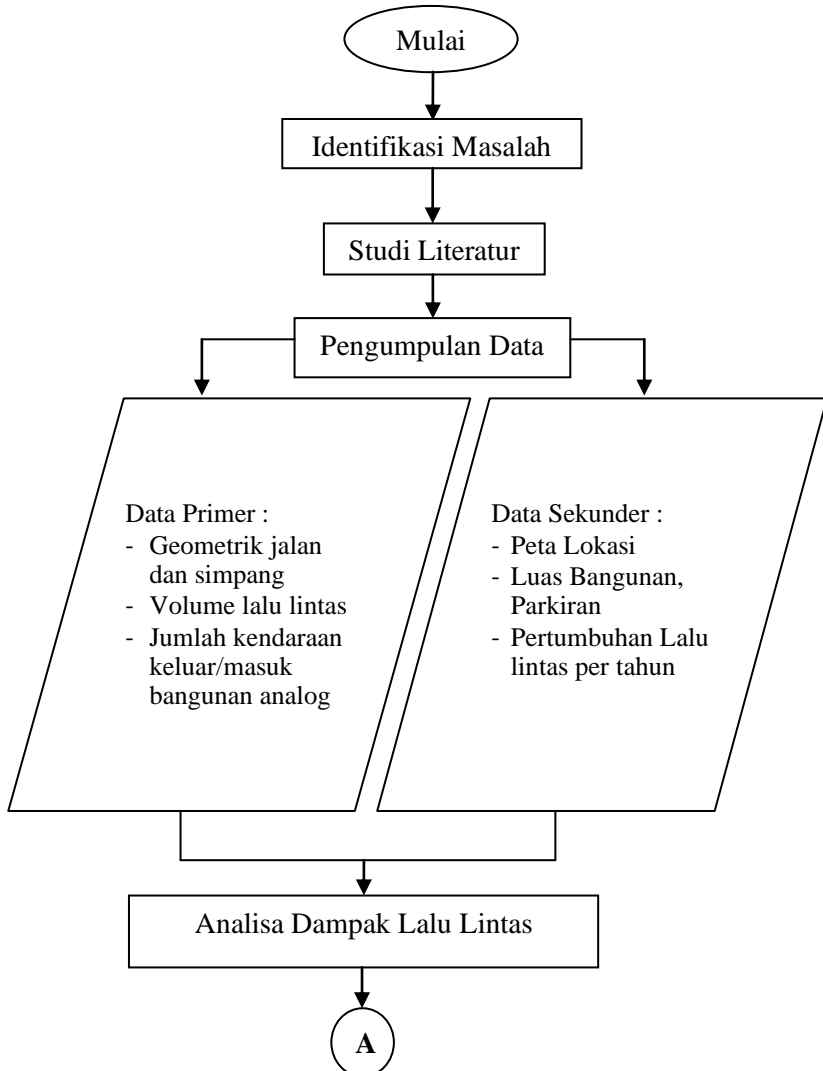 Mulai
Identifikasi Masalah
Studi Literatur
Pengumpulan Data
Data Primer :
- Geometrik jalan
dan simpang
- Volume lalu lintas
- Jumlah kendaraan
keluar/masuk
bangunan analog
Data Sekunder :
- Peta Lokasi
- Luas Bangunan,
Parkiran
- Pertumbuhan Lalu
lintas per tahun
Analisa Dampak Lalu Lintas
A